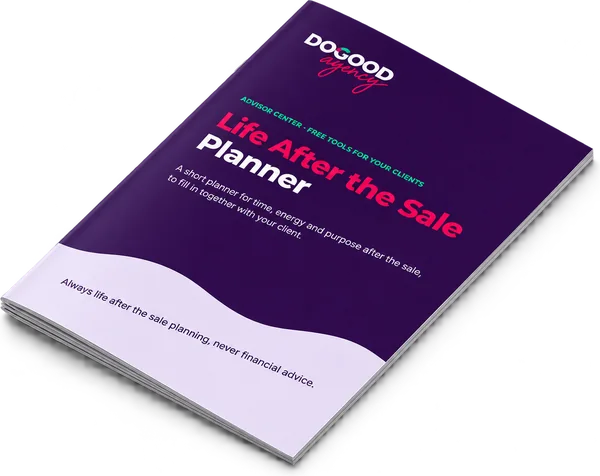 DOGOOD
agency
ADVISOR CENTER · FREE TOOLS FOR YOUR CLIENTS
Life After the Sale
Planner
A short planner for time, energy and purpose after the sale,
to fill in together with your client.
Always life after the sale planning, never financial advice.